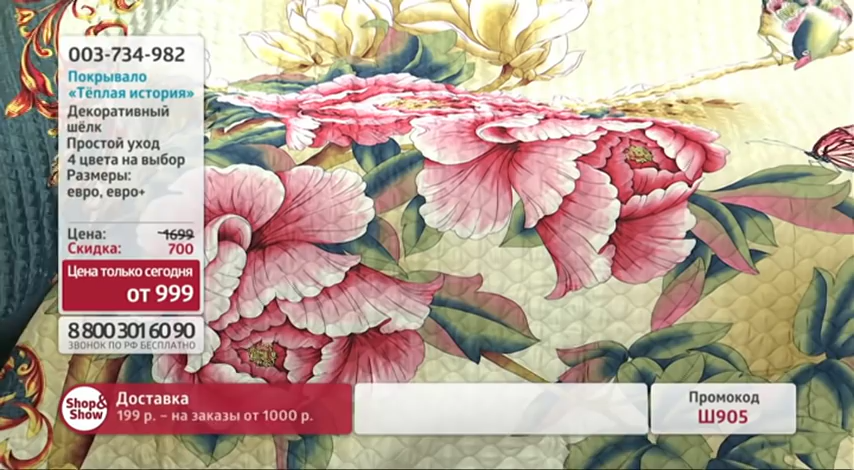 003-734-982
Покрывало
«Тёплая история»
Декоративный
шёлк
Простой уход
4 цвета на выбор
Размеры:
евро, евро+
Цена: 1699
Скидка: 700
Цена только сегодня
от 999
8 800 301 60 90
ЗВОНОК ПО РФ БЕСПЛАТНО
Shop&
Show
Доставка
199 р. – на заказы от 1000 р.
Промокод
Ш905